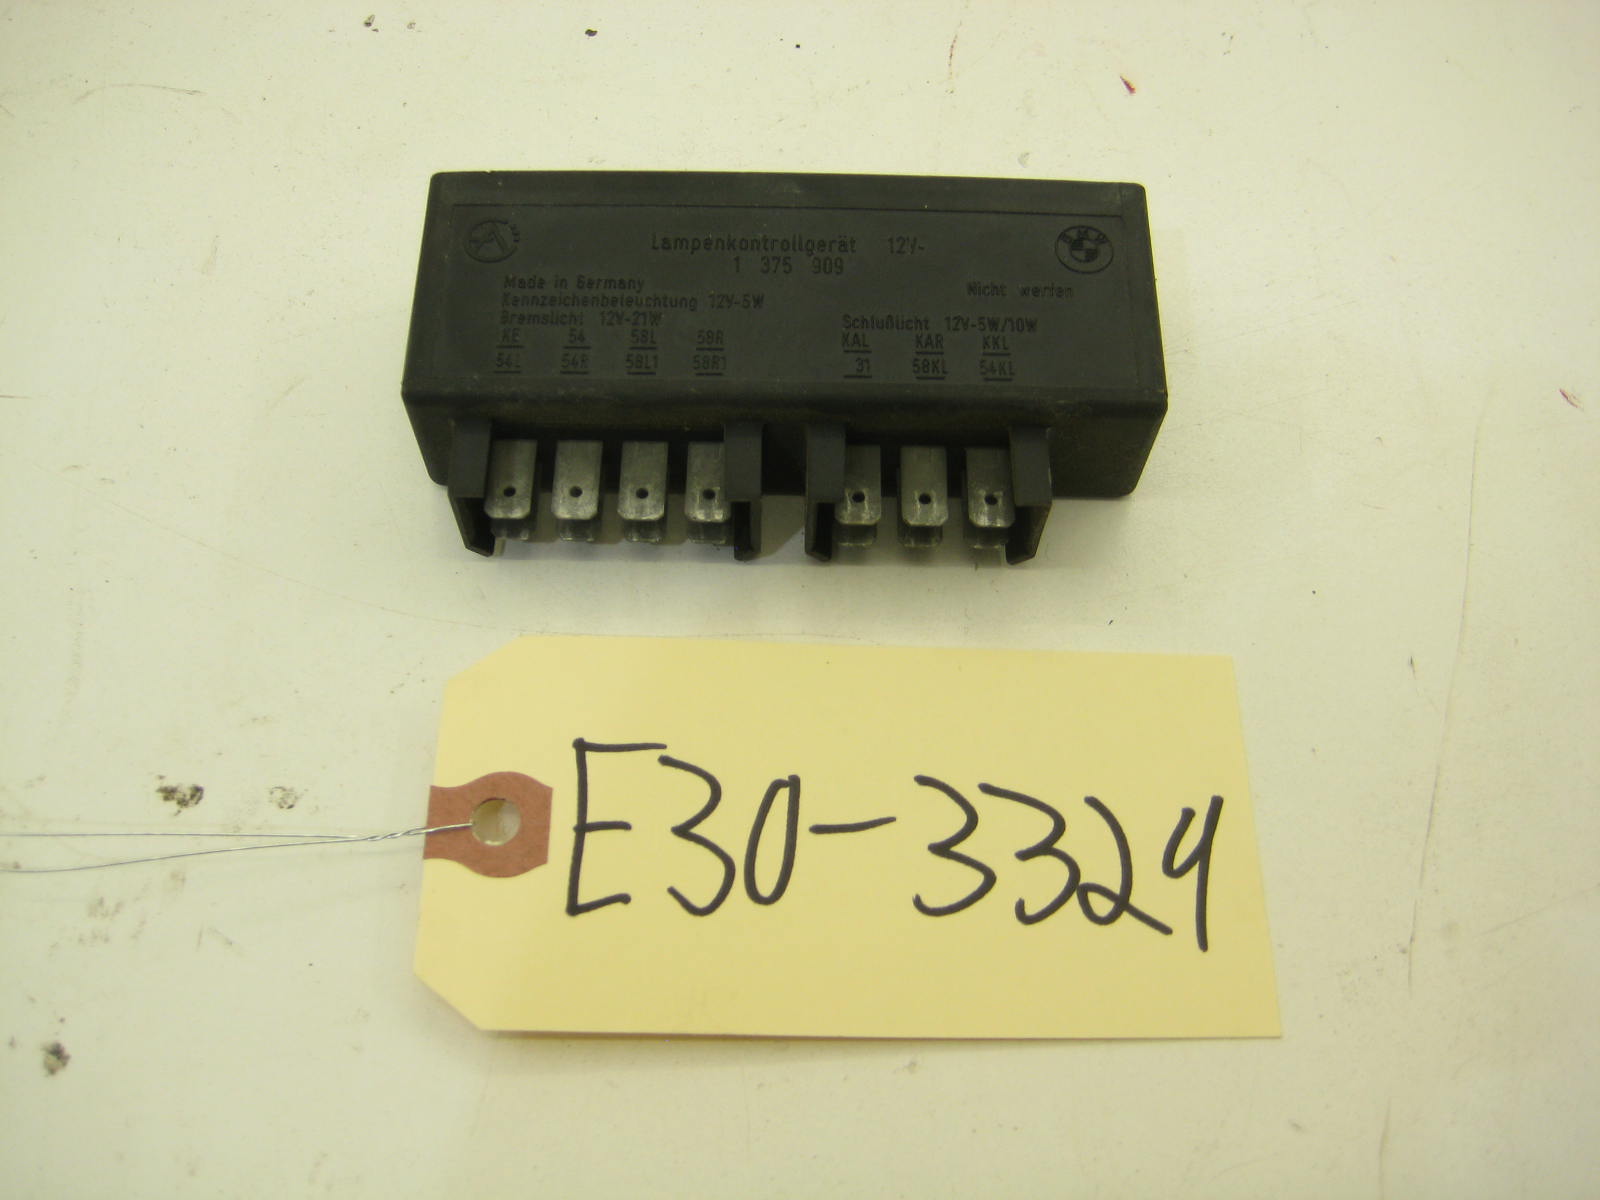 Lampenkontrollgerät 12V-
1 375 909
BMW
Made in Germany
Nicht werfen
Kennzeichenbeleuchtung 12V-5W
Bremslicht 12V-21W
Schlußlicht 12V-5W/10W
KE 54 58L 58R KAL KAR KKL
54L 54R 58L1 58R1 31 58KL 54KL
E30-3324